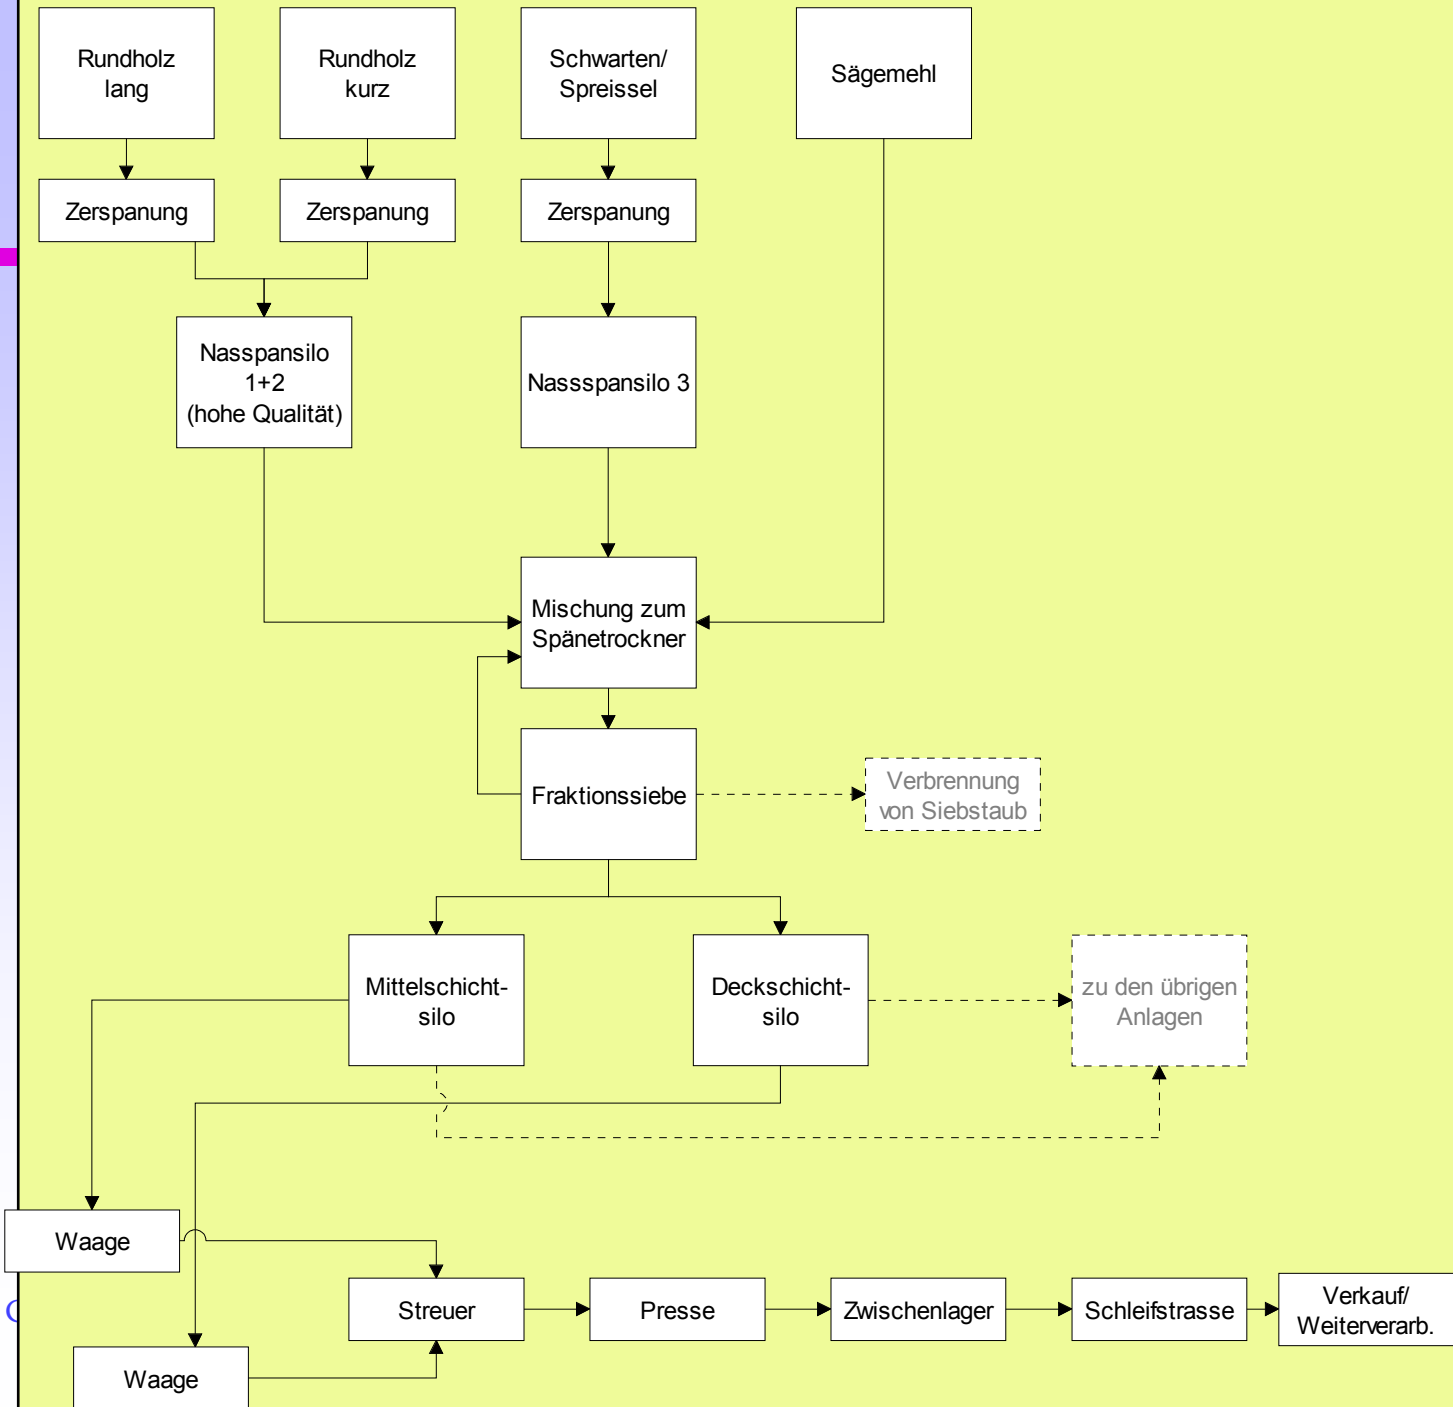 Rundholz
lang
Rundholz
kurz
Schwarten/
Spreissel
Sägemehl
Zerspanung
Zerspanung
Zerspanung
Nasspansilo
1+2
(hohe Qualität)
Nassspansilo 3
Mischung zum
Spänetrockner
Fraktionssiebe
Verbrennung
von Siebstaub
Mittelschicht-
silo
Deckschicht-
silo
zu den übrigen
Anlagen
Waage
Streuer
Presse
Zwischenlager
Schleifstrasse
Verkauf/
Weiterverarb.
Waage